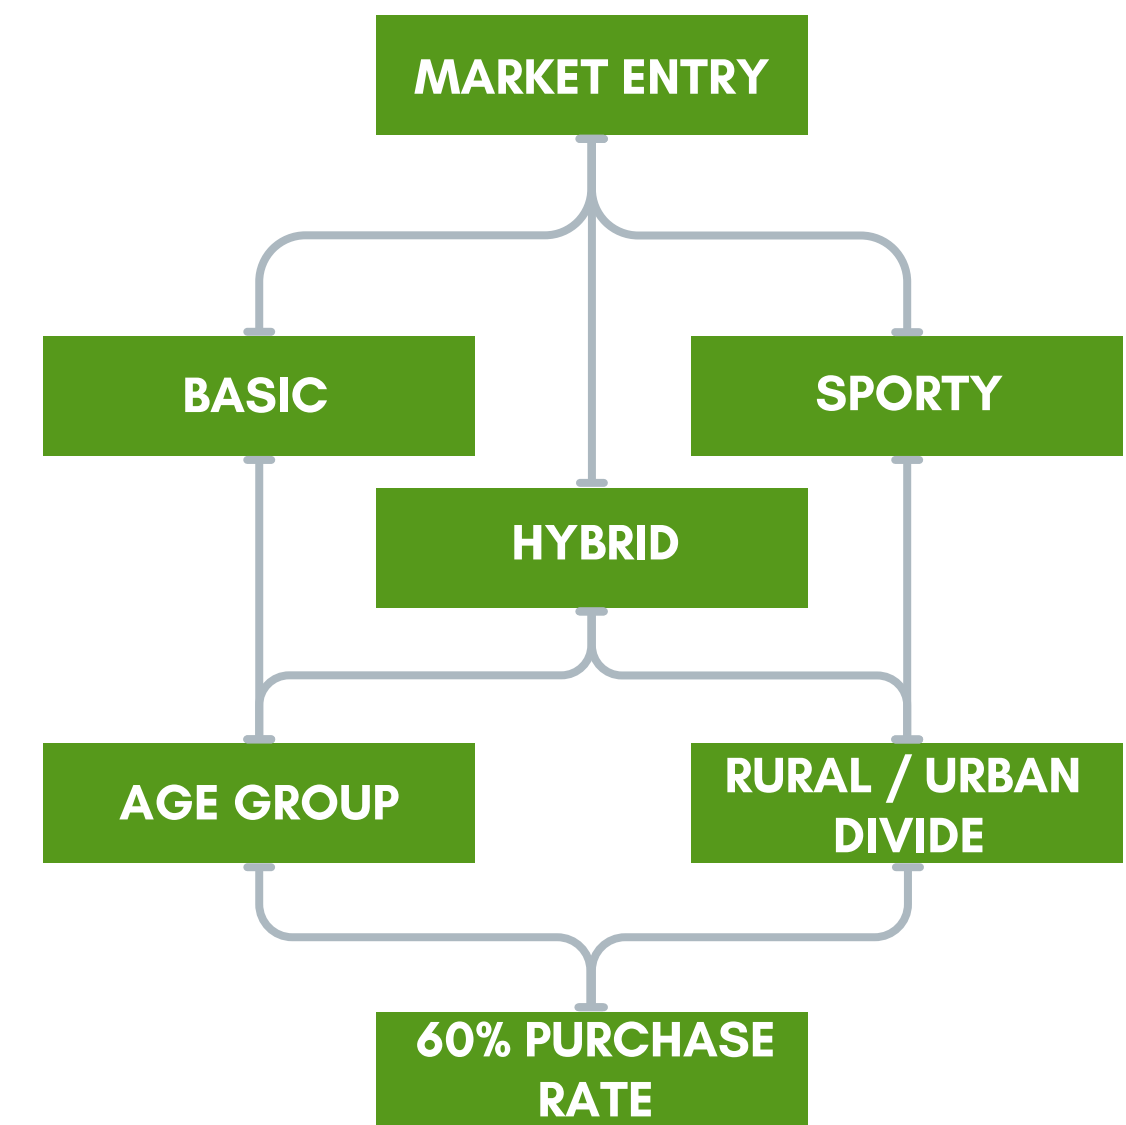 MARKET ENTRY
BASIC
SPORTY
HYBRID
AGE GROUP
RURAL / URBAN
DIVIDE
60% PURCHASE
RATE